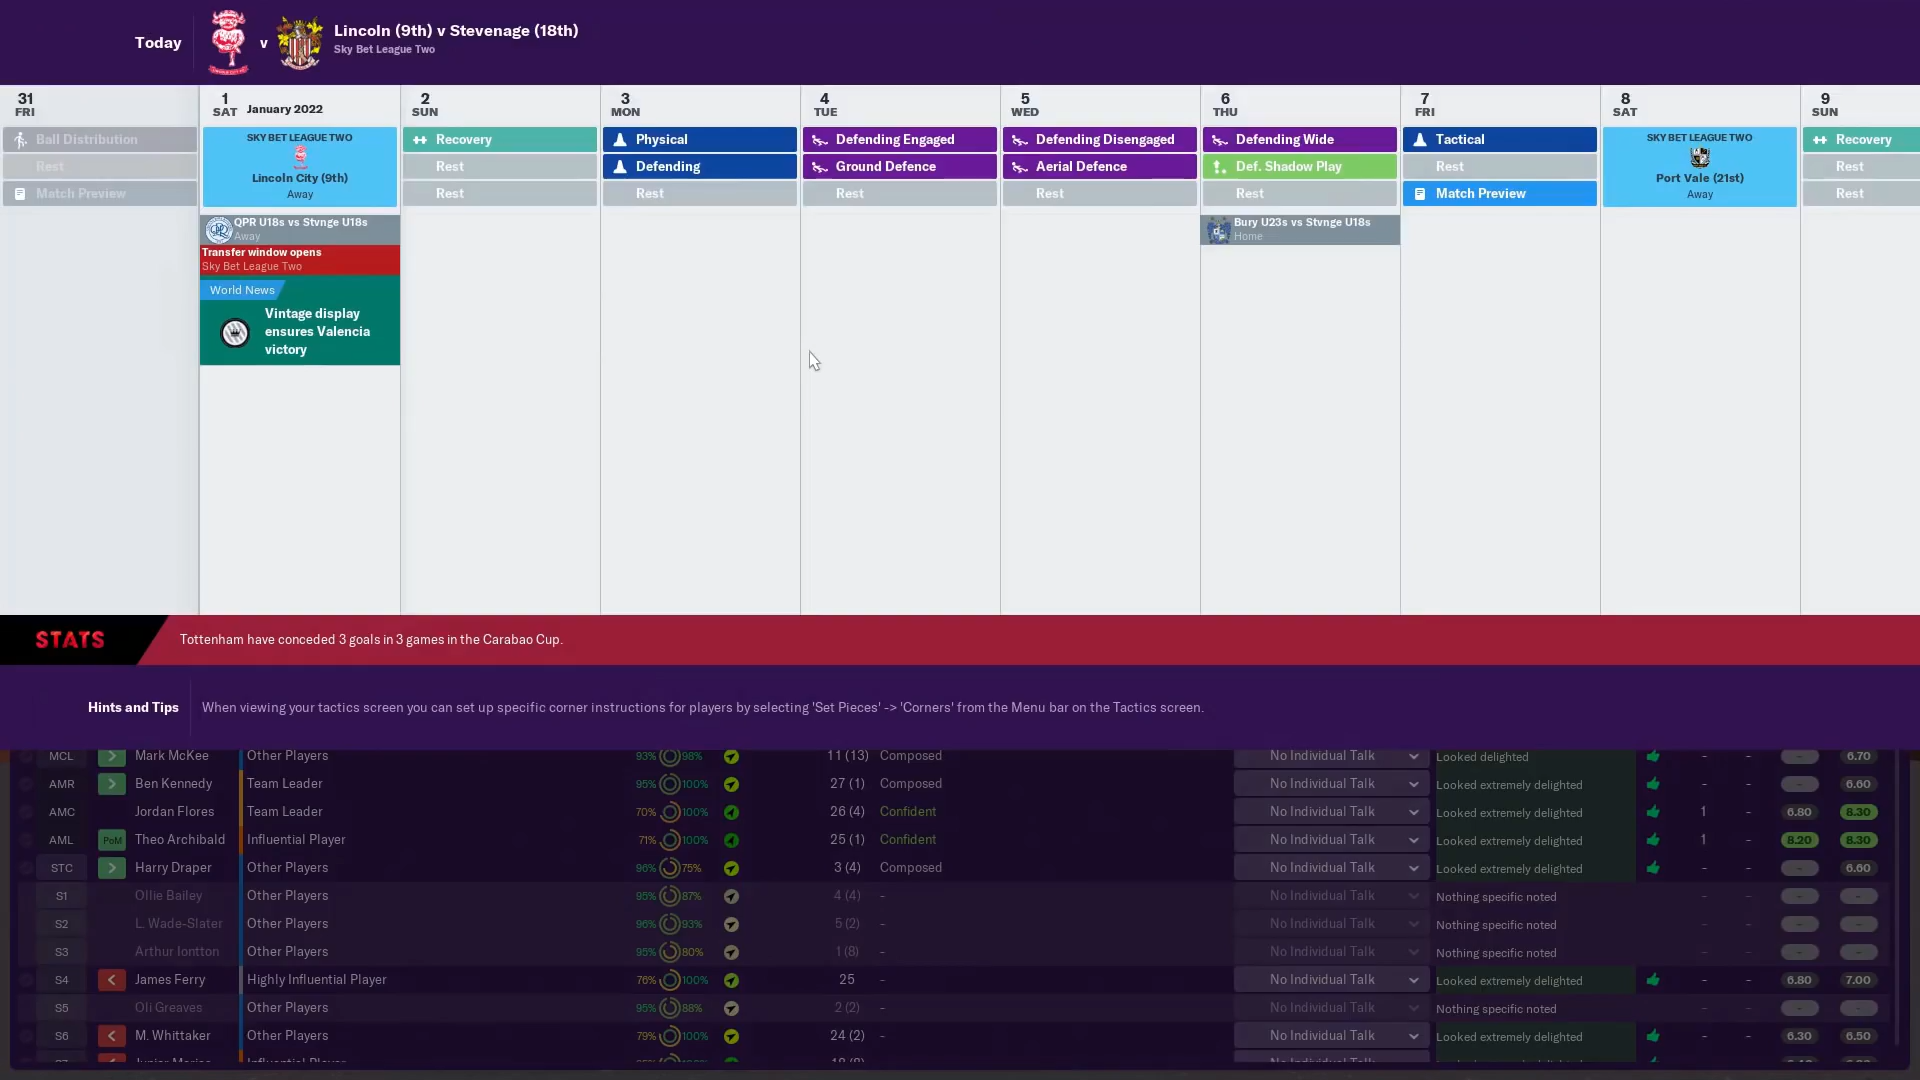 Today
v
Lincoln (9th) v Stevenage (18th)
Sky Bet League Two
31
FRI
1
SAT January 2022
2
SUN
3
MON
4
TUE
5
WED
6
THU
7
FRI
8
SAT
9
SUN
Ball Distribution
Rest
Match Preview
SKY BET LEAGUE TWO
Lincoln City (9th)
Away
QPR U18s vs Stvnge U18s
Away
Transfer window opens
Sky Bet League Two
World News
Vintage display
ensures Valencia
victory
Recovery
Rest
Rest
Physical
Defending
Rest
Defending Engaged
Ground Defence
Rest
Defending Disengaged
Aerial Defence
Rest
Defending Wide
Def. Shadow Play
Rest
Bury U23s vs Stvnge U18s
Home
Tactical
Rest
Match Preview
SKY BET LEAGUE TWO
Port Vale (21st)
Away
Recovery
Rest
Rest
STATS Tottenham have conceded 3 goals in 3 games in the Carabao Cup.
Hints and Tips When viewing your tactics screen you can set up specific corner instructions for players by selecting 'Set Pieces' -> 'Corners' from the Menu bar on the Tactics screen.
MCL Mark McKee Other Players 93% 98% 11 (13) Composed No Individual Talk Looked delighted - - - 6.70
AMR Ben Kennedy Team Leader 95% 100% 27 (1) Composed No Individual Talk Looked extremely delighted - - - 6.60
AMC Jordan Flores Team Leader 70% 100% 26 (4) Confident No Individual Talk Looked extremely delighted 1 - 6.80 8.30
AML PoM Theo Archibald Influential Player 71% 100% 25 (1) Confident No Individual Talk Looked extremely delighted 1 - 8.20 8.30
STC Harry Draper Other Players 96% 75% 3 (4) Composed No Individual Talk Looked extremely delighted - - - 6.60
S1 Ollie Bailey Other Players 95% 87% 4 (4) - No Individual Talk Nothing specific noted - - - -
S2 L. Wade-Slater Other Players 96% 93% 5 (2) - No Individual Talk Nothing specific noted - - - -
S3 Arthur Iontton Other Players 95% 80% 1 (8) - No Individual Talk Nothing specific noted - - - -
S4 James Ferry Highly Influential Player 76% 100% 25 - No Individual Talk Looked extremely delighted - - 6.80 7.00
S5 Oli Greaves Other Players 95% 88% 2 (2) - No Individual Talk Nothing specific noted - - - -
S6 M. Whittaker Other Players 79% 100% 24 (2) - No Individual Talk Looked extremely delighted - - 6.30 6.50
Influential Player No Individual Talk